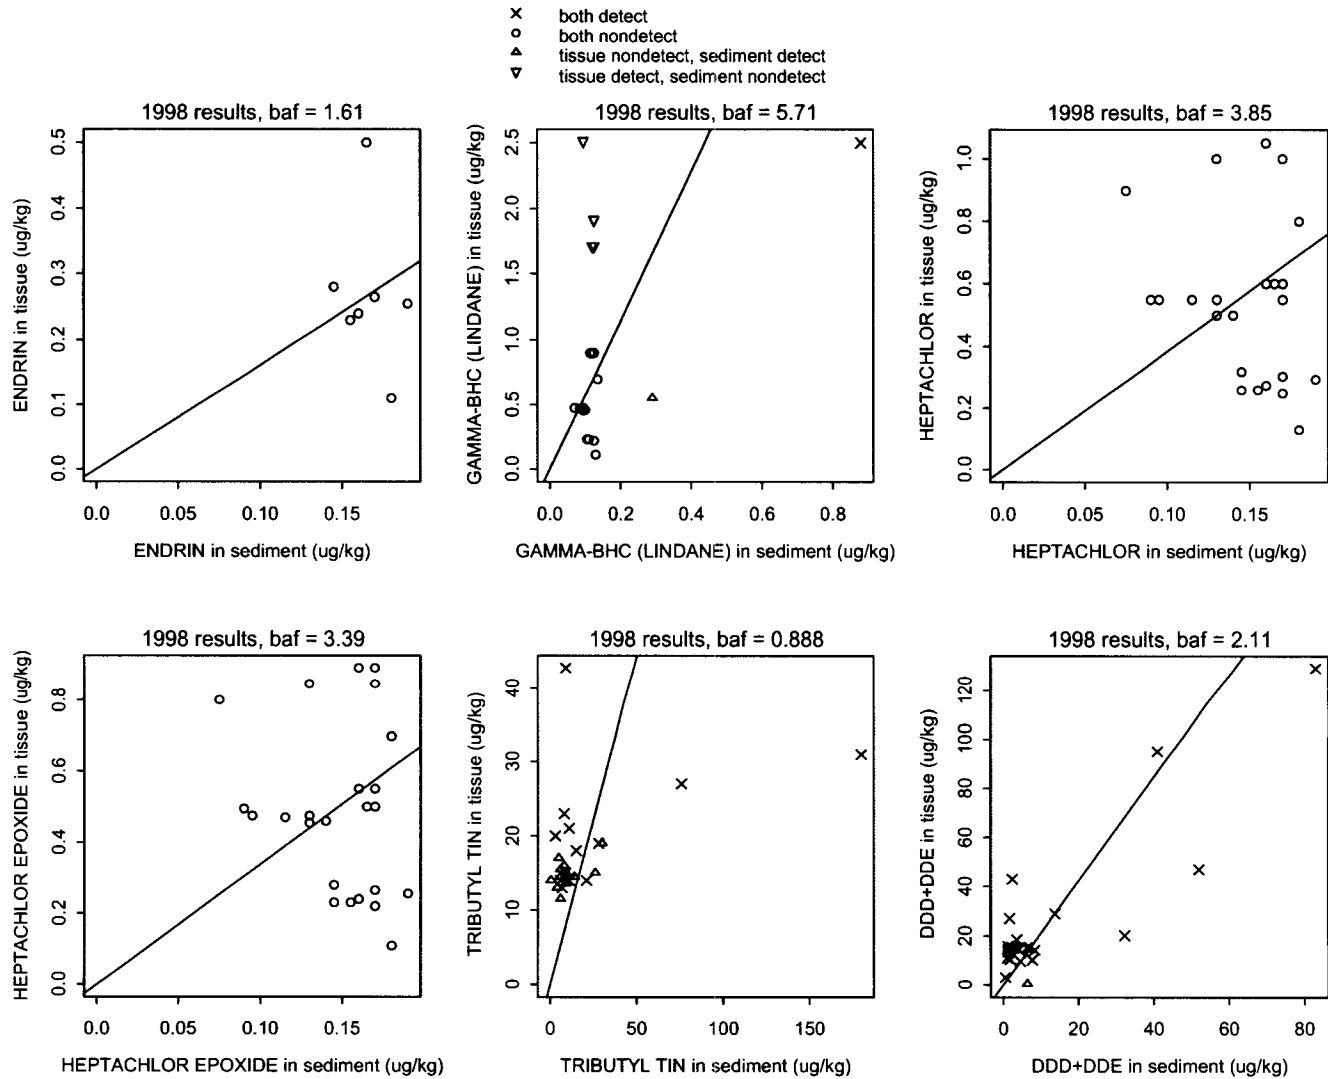 both detect
both nondetect
tissue nondetect, sediment detect
tissue detect, sediment nondetect
1998 results, baf = 1.61
ENDRIN in tissue (ug/kg)
0.5
0.4
0.3
0.2
0.1
0.0
0.0 0.05 0.10 0.15
ENDRIN in sediment (ug/kg)
1998 results, baf = 5.71
GAMMA-BHC (LINDANE) in tissue (ug/kg)
2.5
2.0
1.5
1.0
0.5
0.0
0.0 0.2 0.4 0.6 0.8
GAMMA-BHC (LINDANE) in sediment (ug/kg)
1998 results, baf = 3.85
HEPTACHLOR in tissue (ug/kg)
1.0
0.8
0.6
0.4
0.2
0.0
0.0 0.05 0.10 0.15
HEPTACHLOR in sediment (ug/kg)
1998 results, baf = 3.39
HEPTACHLOR EPOXIDE in tissue (ug/kg)
0.8
0.6
0.4
0.2
0.0
0.0 0.05 0.10 0.15
HEPTACHLOR EPOXIDE in sediment (ug/kg)
1998 results, baf = 0.888
TRIBUTYL TIN in tissue (ug/kg)
40
30
20
10
0
0 50 100 150
TRIBUTYL TIN in sediment (ug/kg)
1998 results, baf = 2.11
DDD+DDE in tissue (ug/kg)
120
100
80
60
40
20
0
0 20 40 60 80
DDD+DDE in sediment (ug/kg)